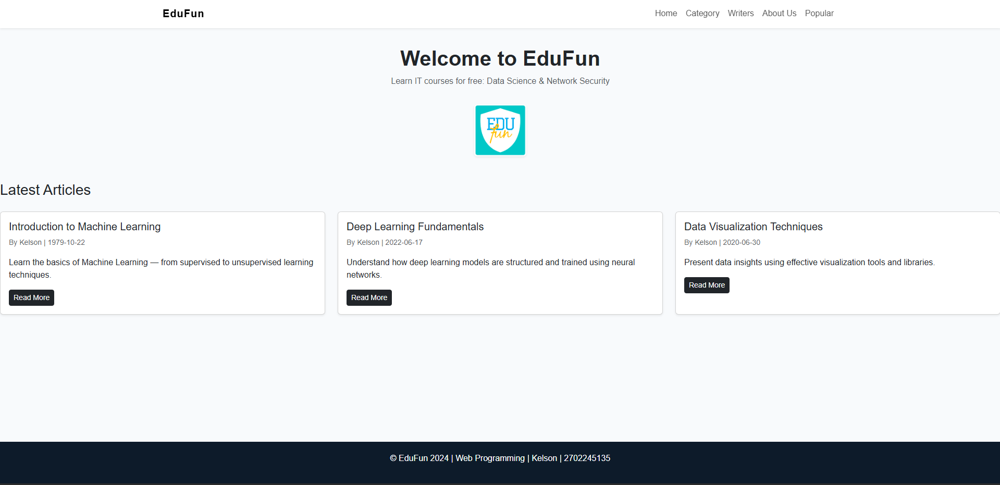 EduFun
Home Category Writers About Us Popular
Welcome to EduFun
Learn IT courses for free: Data Science & Network Security
EDU
fun
Latest Articles
Introduction to Machine Learning
By Kelson | 1979-10-22
Learn the basics of Machine Learning — from supervised to unsupervised learning
techniques.
Read More
Deep Learning Fundamentals
By Kelson | 2022-06-17
Understand how deep learning models are structured and trained using neural
networks.
Read More
Data Visualization Techniques
By Kelson | 2020-06-30
Present data insights using effective visualization tools and libraries.
Read More
© EduFun 2024 | Web Programming | Kelson | 2702245135